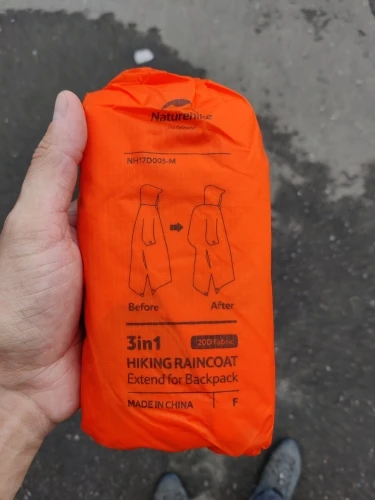 Naturehike
NH17D005-M
Before After
3in1 20D Fabric
HIKING RAINCOAT
Extend for Backpack
MADE IN CHINA F